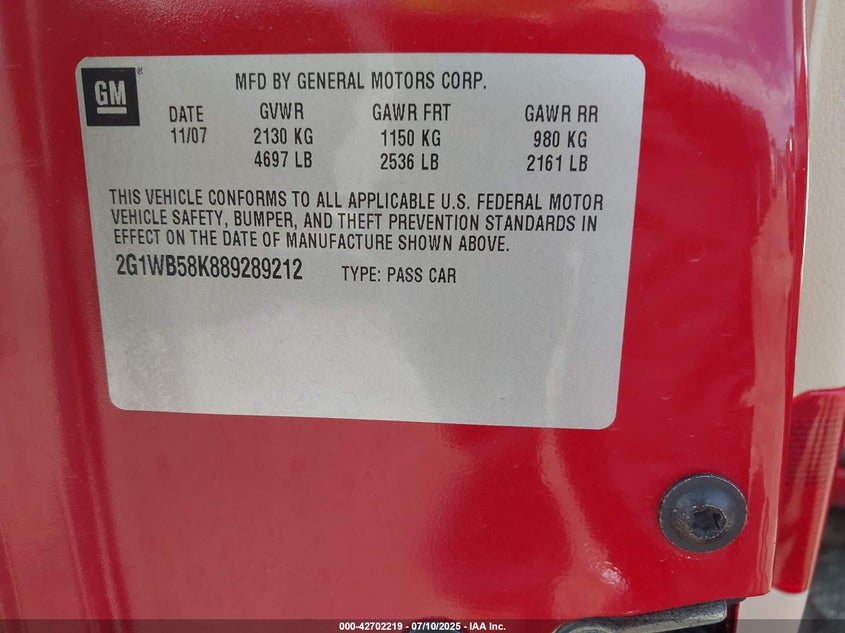 GM
MFD BY GENERAL MOTORS CORP.
DATE GVWR GAWR FRT GAWR RR
11/07 2130 KG 1150 KG 980 KG
4697 LB 2536 LB 2161 LB
THIS VEHICLE CONFORMS TO ALL APPLICABLE U.S. FEDERAL MOTOR
VEHICLE SAFETY, BUMPER, AND THEFT PREVENTION STANDARDS IN
EFFECT ON THE DATE OF MANUFACTURE SHOWN ABOVE.
2G1WB58K889289212 TYPE: PASS CAR
000-42702219 - 07/10/2025 - IAA Inc.